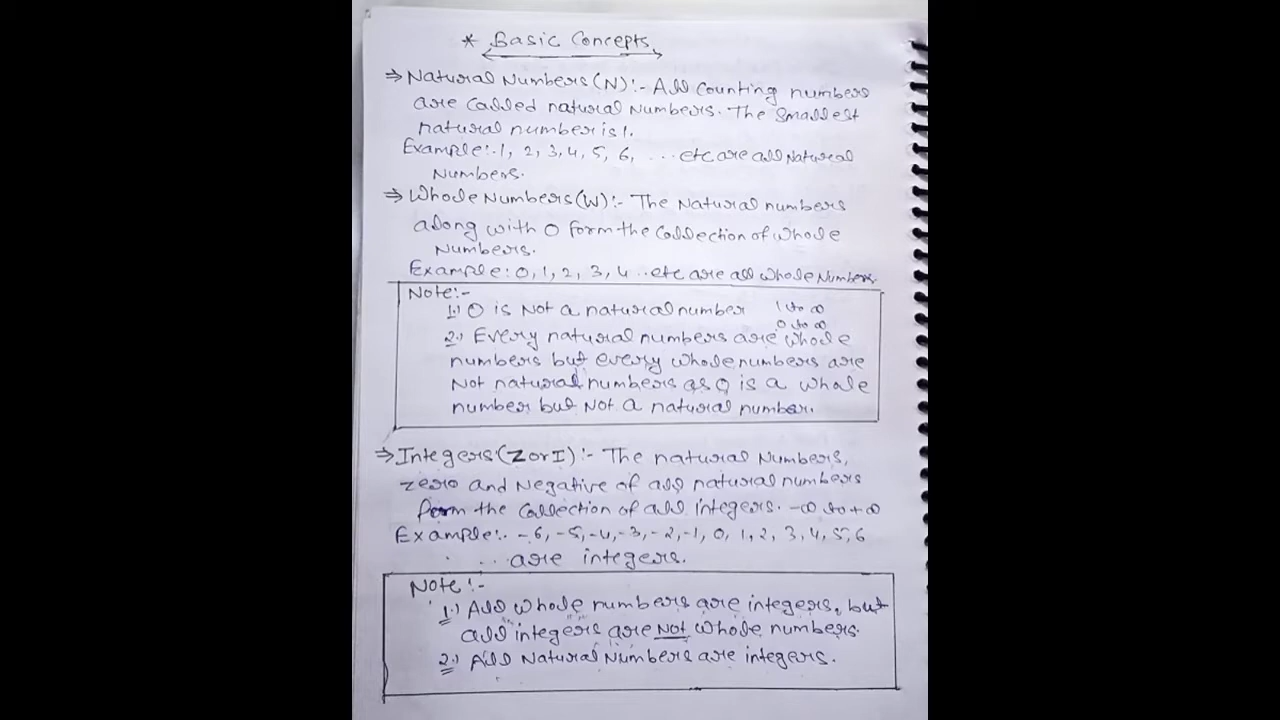 * Basic Concepts
⇒ Natural Numbers (N):- All counting numbers
are called natural numbers. The smallest
natural number is 1.
Example:- 1, 2, 3, 4, 5, 6, ... etc are all Natural
Numbers.
⇒ Whole Numbers (W):- The Natural numbers
along with 0 form the collection of whole
Numbers.
Example: 0, 1, 2, 3, 4 ... etc are all whole Numbers.
Note:-
1.) 0 is Not a natural number 1 to ∞
0 to ∞
2.) Every natural numbers are whole
numbers but every whole numbers are
Not natural numbers as 0 is a whole
number but Not a natural number.
⇒ Integers (Z or I):- The natural Numbers,
zero and Negative of all natural numbers
form the collection of all integers. -∞ to +∞
Example:- -6, -5, -4, -3, -2, -1, 0, 1, 2, 3, 4, 5, 6
... are integers.
Note:-
1.) All whole numbers are integers, but
all integers are Not whole numbers.
2.) All Natural Numbers are integers.